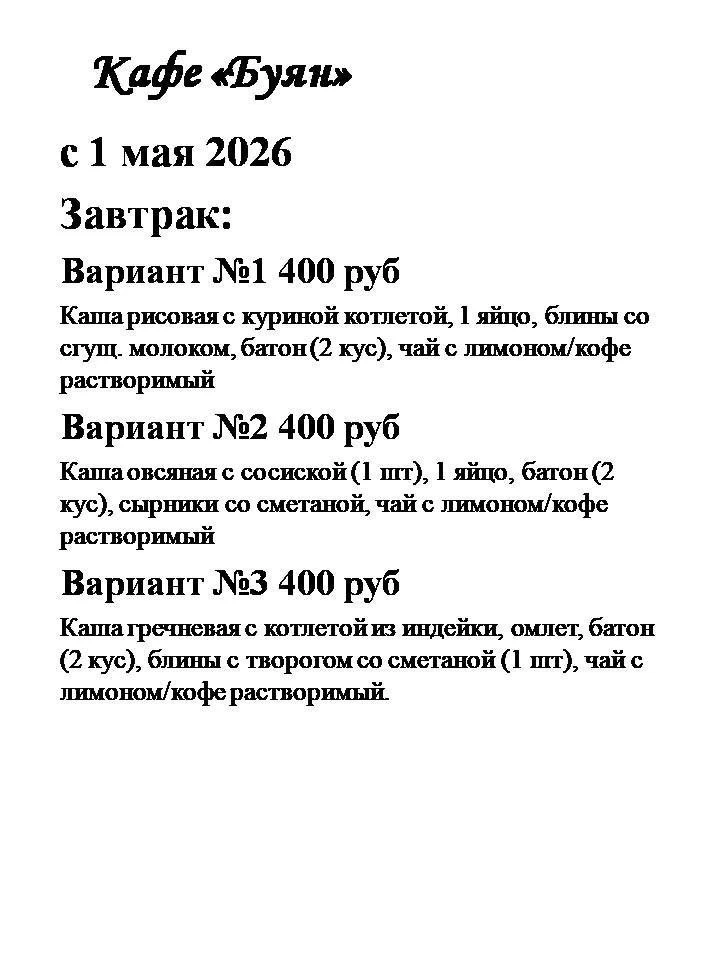 Кафе «Буян»
с 1 мая 2026
Завтрак:
Вариант №1 400 руб
Каша рисовая с куриной котлетой, 1 яйцо, блины со
сгущ. молоком, батон (2 кус), чай с лимоном/кофе
растворимый
Вариант №2 400 руб
Каша овсяная с сосиской (1 шт), 1 яйцо, батон (2
кус), сырники со сметаной, чай с лимоном/кофе
растворимый
Вариант №3 400 руб
Каша гречневая с котлетой из индейки, омлет, батон
(2 кус), блины с творогом со сметаной (1 шт), чай с
лимоном/кофе растворимый.